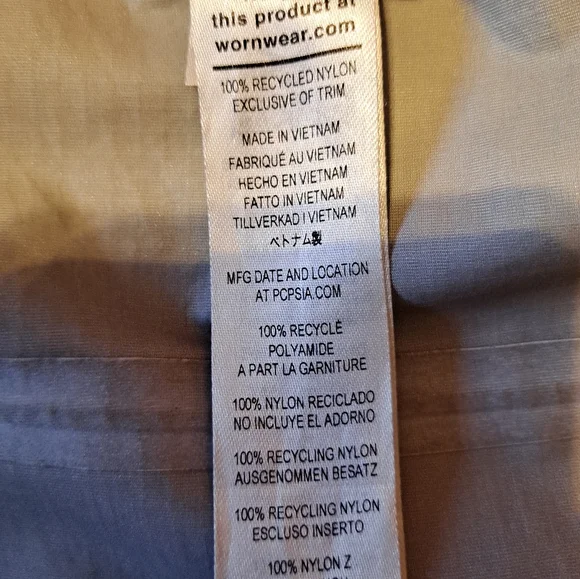 this product at
wornwear.com
100% RECYCLED NYLON
EXCLUSIVE OF TRIM
MADE IN VIETNAM
FABRIQUÉ AU VIETNAM
HECHO EN VIETNAM
FATTO IN VIETNAM
TILLVERKAD I VIETNAM
ベトナム製
MFG DATE AND LOCATION
AT PCPSIA.COM
100% RECYCLÉ
POLYAMIDE
A PART LA GARNITURE
100% NYLON RECICLADO
NO INCLUYE EL ADORNO
100% RECYCLING NYLON
AUSGENOMMEN BESATZ
100% RECYCLING NYLON
ESCLUSO INSERTO
100% NYLON Z